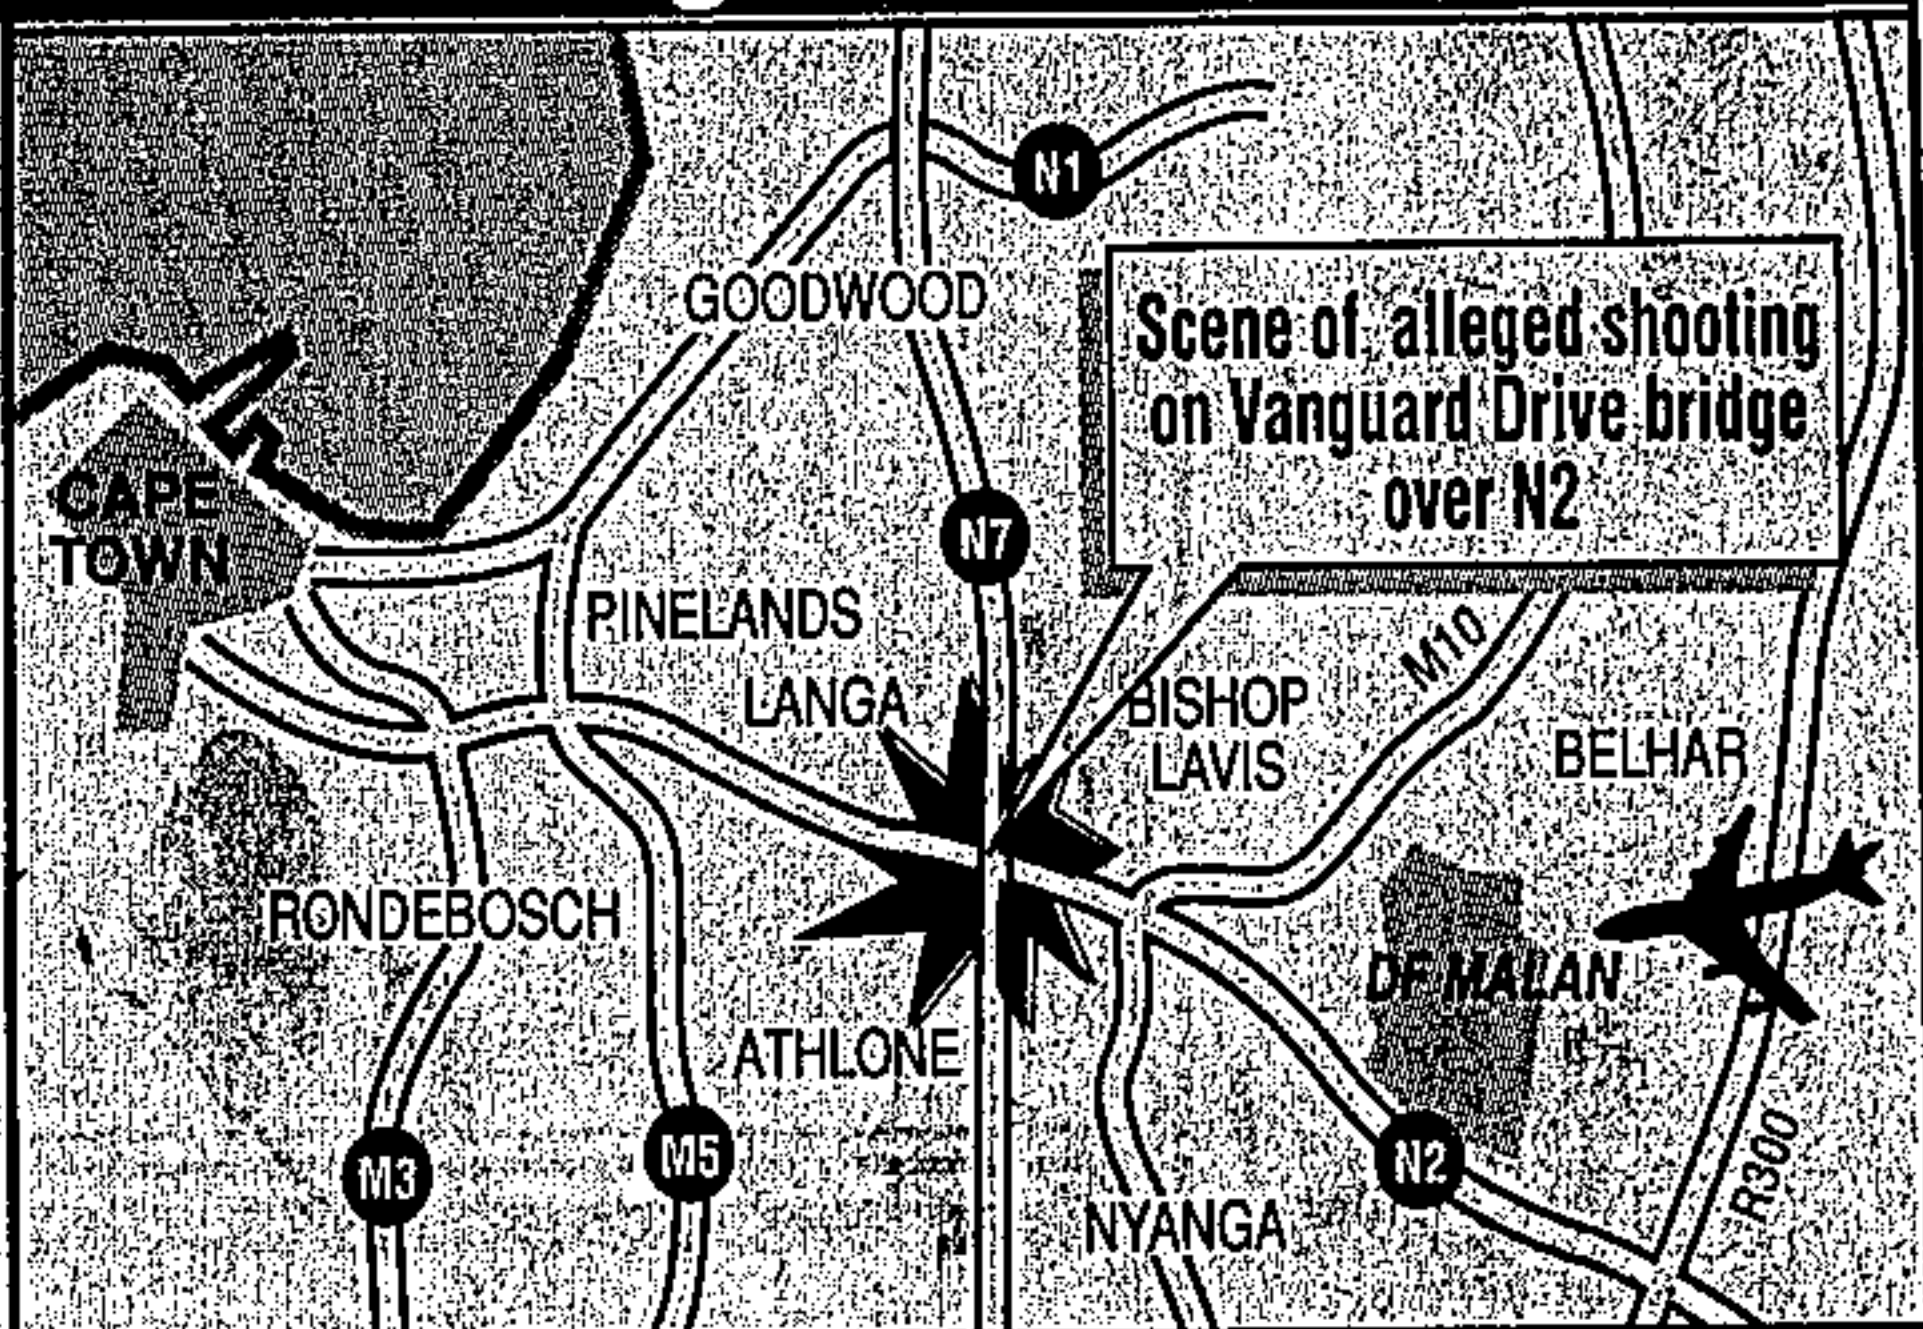 N1
GOODWOOD
Scene of alleged shooting
on Vanguard Drive bridge
over N2
CAPE
TOWN
N7
PINELANDS
M10
LANGA
BISHOP
LAVIS
BELHAR
RONDEBOSCH
DF MALAN
ATHLONE
M3
M5
N2
R300
NYANGA